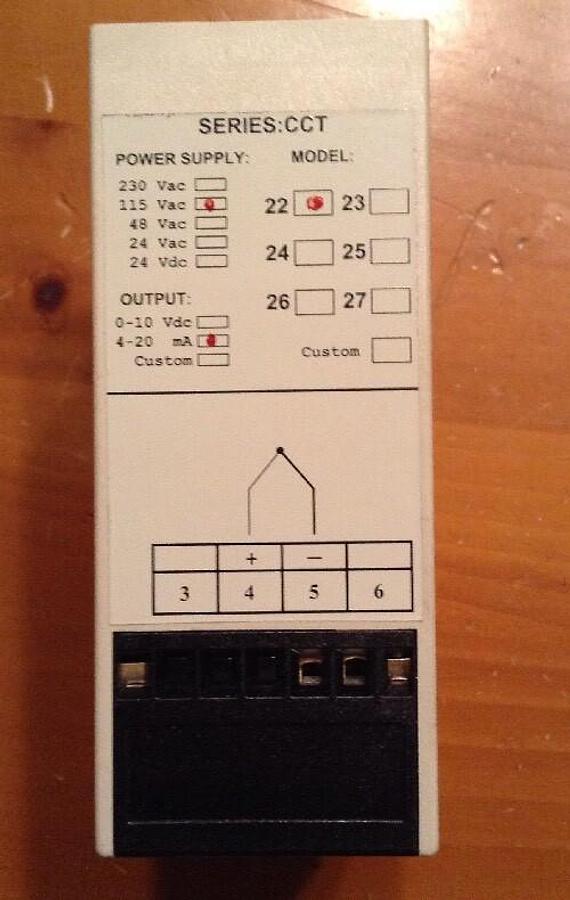 SERIES:CCT
POWER SUPPLY: MODEL:
230 Vac
115 Vac
48 Vac
24 Vac
24 Vdc
22 23
24 25
26 27
Custom
OUTPUT:
0-10 Vdc
4-20 mA
Custom
+ −
3 4 5 6